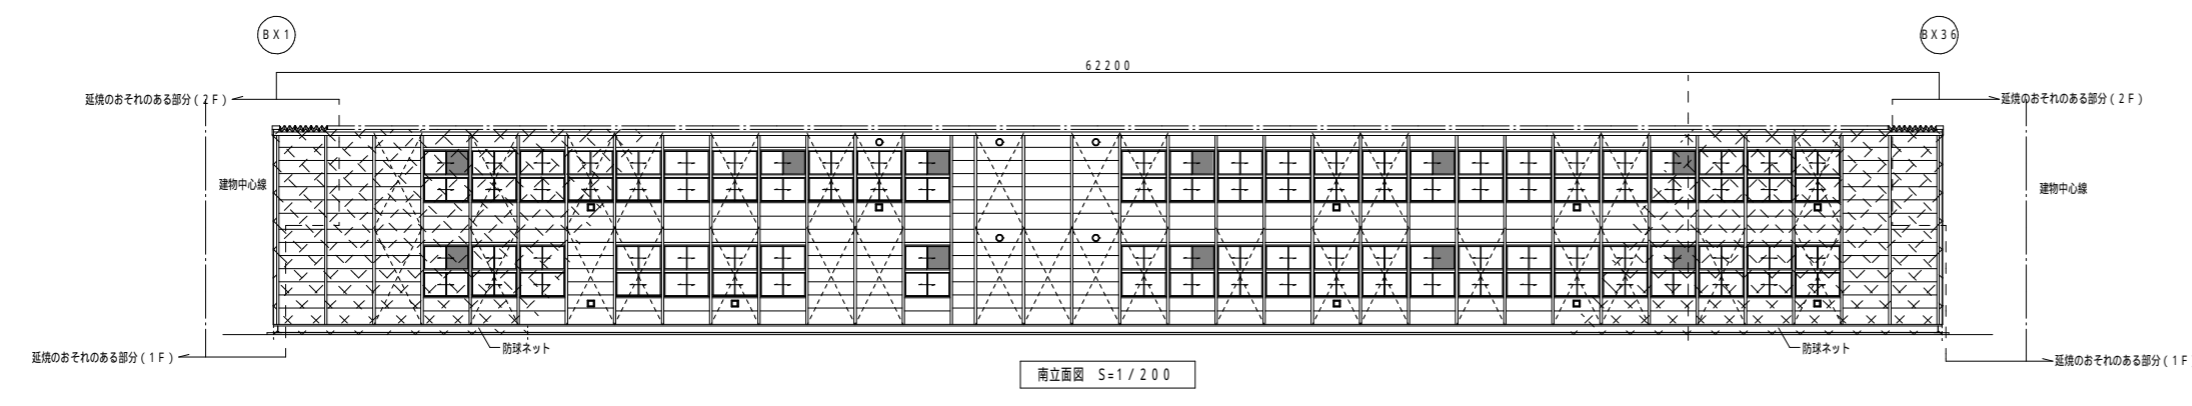 BX1
BX36
62200
延焼のおそれのある部分(2F)
延焼のおそれのある部分(2F)
建物中心線
建物中心線
防球ネット
防球ネット
延焼のおそれのある部分(1F)
延焼のおそれのある部分(1F
南立面図 S=1/200